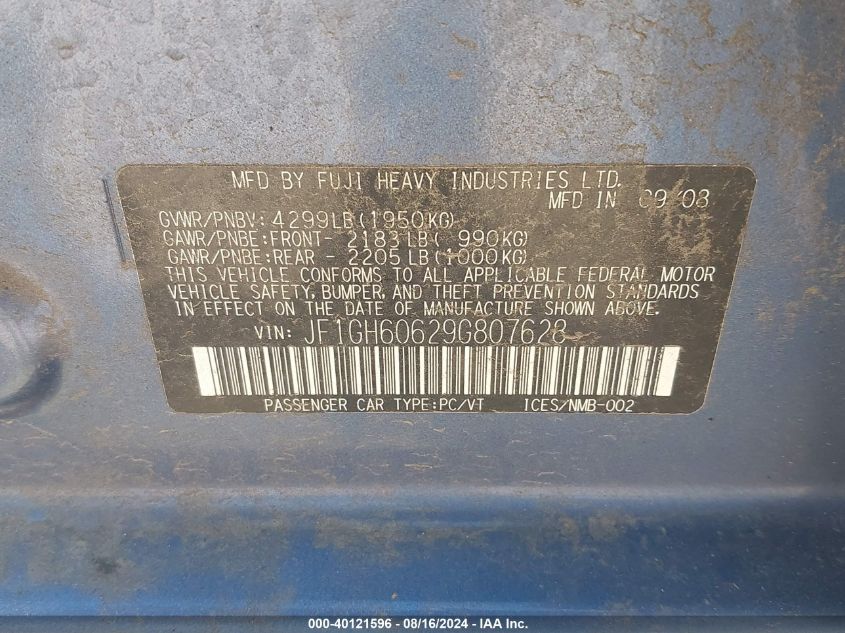 MFD BY FUJI HEAVY INDUSTRIES LTD.
MFD IN 09/08
GVWR/PNBV: 4299LB(1950KG)
GAWR/PNBE:FRONT- 2183LB( 990KG)
GAWR/PNBE:REAR - 2205LB(1000KG)
THIS VEHICLE CONFORMS TO ALL APPLICABLE FEDERAL MOTOR
VEHICLE SAFETY, BUMPER, AND THEFT PREVENTION STANDARDS
IN EFFECT ON THE DATE OF MANUFACTURE SHOWN ABOVE.
VIN: JF1GH60629G807628
PASSENGER CAR TYPE:PC/VT ICES/NMB-002
000-40121596 - 08/16/2024 - IAA, Inc.